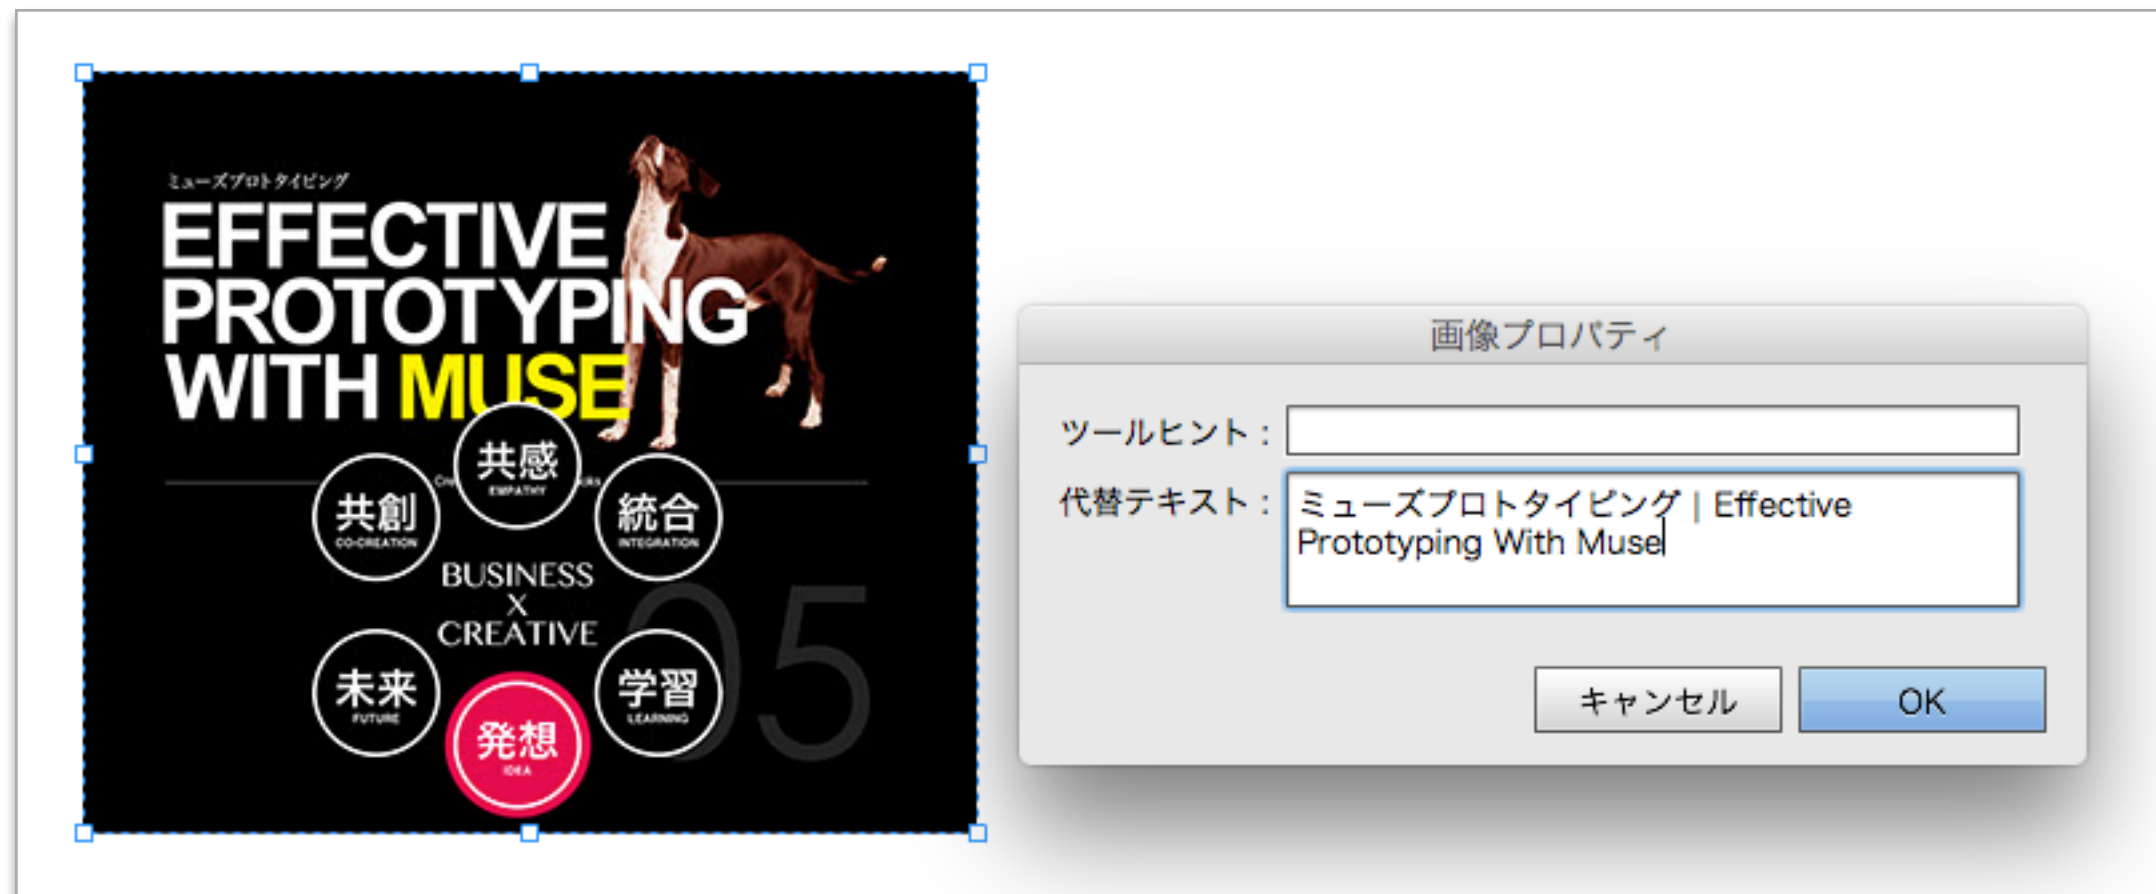 ミューズプロトタイピング
EFFECTIVE
PROTOTYPING
WITH MUSE
共感
EMPATHY
共創
CO-CREATION
統合
INTEGRATION
BUSINESS
X
CREATIVE
05
未来
FUTURE
学習
LEARNING
発想
IDEA
画像プロパティ
ツールヒント：
代替テキスト：
ミューズプロトタイピング | Effective
Prototyping With Muse
キャンセル
OK